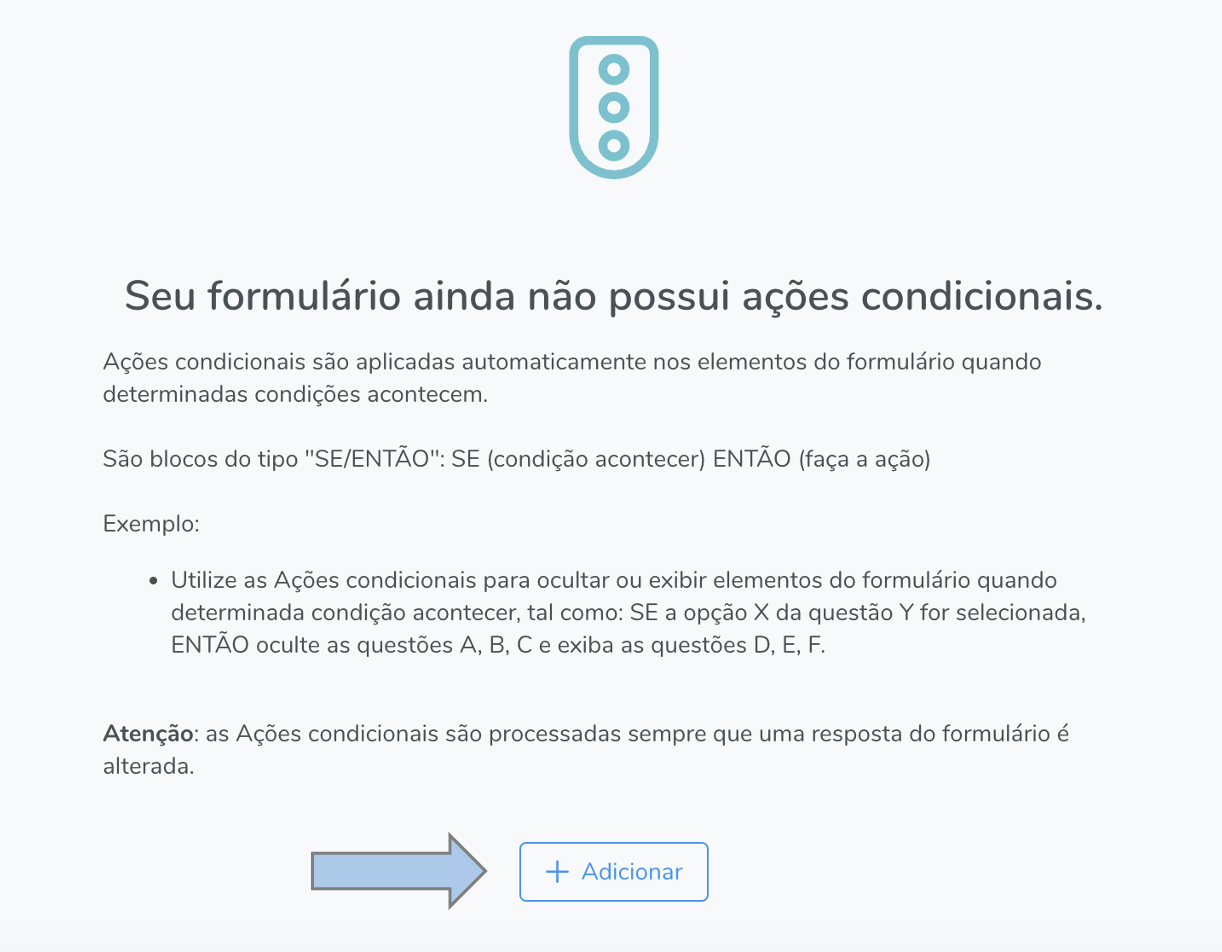 Seu formulário ainda não possui ações condicionais.
Ações condicionais são aplicadas automaticamente nos elementos do formulário quando
determinadas condições acontecem.
São blocos do tipo "SE/ENTÃO": SE (condição acontecer) ENTÃO (faça a ação)
Exemplo:
• Utilize as Ações condicionais para ocultar ou exibir elementos do formulário quando
determinada condição acontecer, tal como: SE a opção X da questão Y for selecionada,
ENTÃO oculte as questões A, B, C e exiba as questões D, E, F.
Atenção: as Ações condicionais são processadas sempre que uma resposta do formulário é
alterada.
+ Adicionar